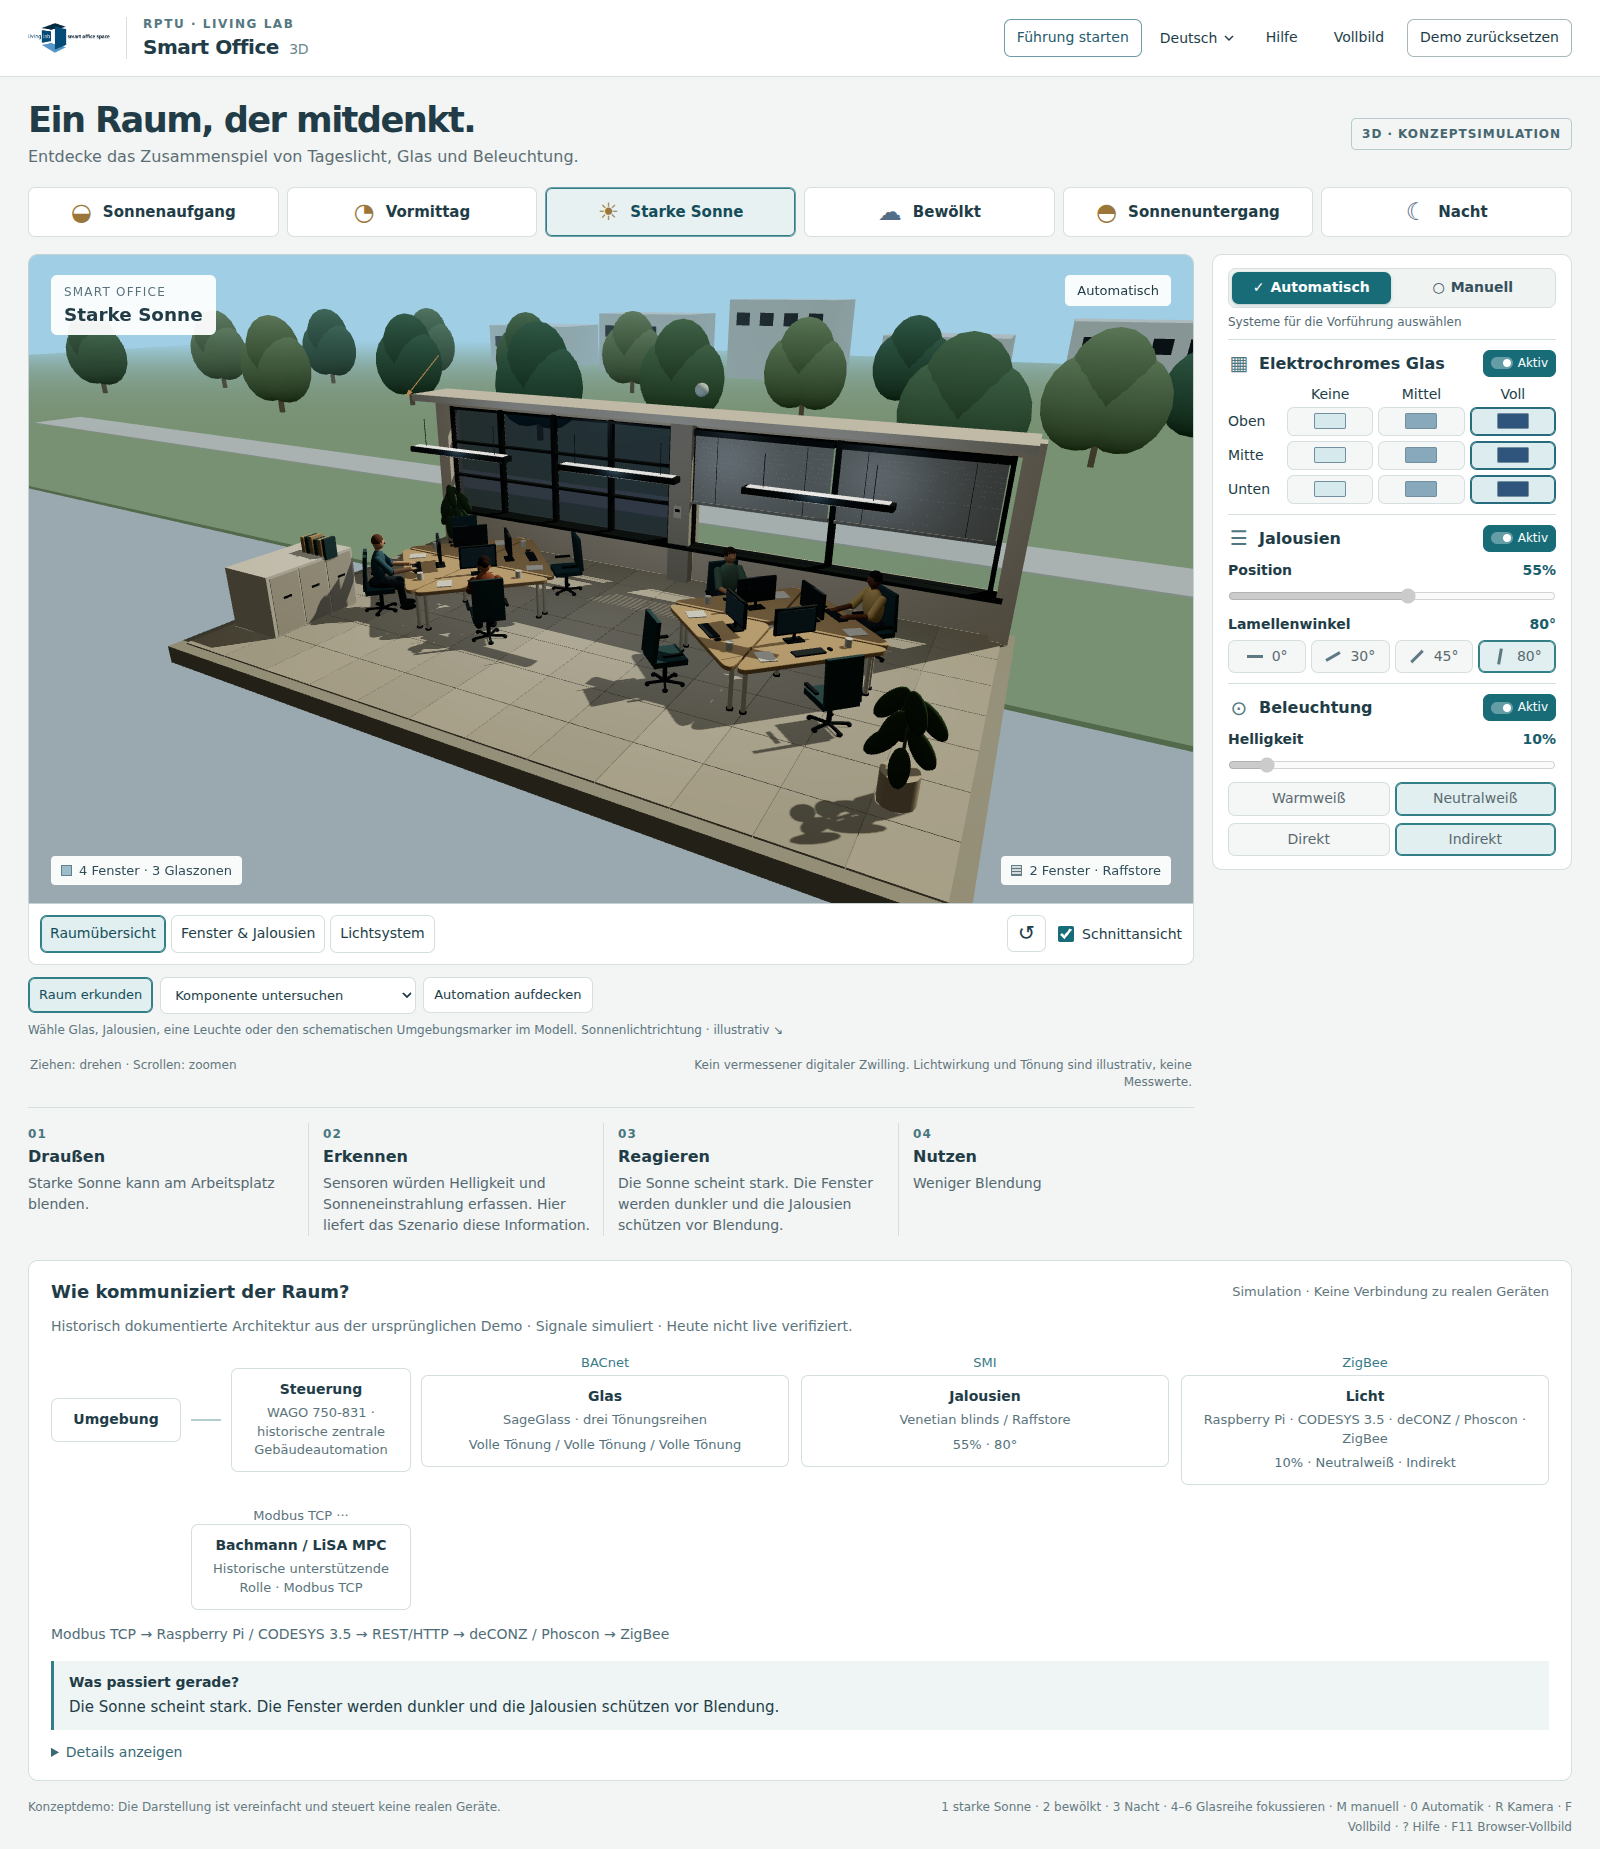 living lab smart office space
RPTU · LIVING LAB
Smart Office 3D
Führung starten
Deutsch
Hilfe
Vollbild
Demo zurücksetzen
Ein Raum, der mitdenkt.
Entdecke das Zusammenspiel von Tageslicht, Glas und Beleuchtung.
3D · KONZEPTSIMULATION
Sonnenaufgang
Vormittag
Starke Sonne
Bewölkt
Sonnenuntergang
Nacht
SMART OFFICE
Starke Sonne
Automatisch
4 Fenster · 3 Glaszonen
2 Fenster · Raffstore
✓ Automatisch
○ Manuell
Systeme für die Vorführung auswählen
Elektrochromes Glas
Aktiv
Keine Mittel Voll
Oben
Mitte
Unten
Jalousien
Aktiv
Position 55%
Lamellenwinkel 80°
0° 30° 45° 80°
Beleuchtung
Aktiv
Helligkeit 10%
Warmweiß Neutralweiß
Direkt Indirekt
Raumübersicht
Fenster & Jalousien
Lichtsystem
↺
Schnittansicht
Raum erkunden
Komponente untersuchen
Automation aufdecken
Wähle Glas, Jalousien, eine Leuchte oder den schematischen Umgebungsmarker im Modell. Sonnenlichtrichtung · illustrativ ↘
Ziehen: drehen · Scrollen: zoomen
Kein vermessener digitaler Zwilling. Lichtwirkung und Tönung sind illustrativ, keine
Messwerte.
01
Draußen
Starke Sonne kann am Arbeitsplatz
blenden.
02
Erkennen
Sensoren würden Helligkeit und
Sonneneinstrahlung erfassen. Hier
liefert das Szenario diese Information.
03
Reagieren
Die Sonne scheint stark. Die Fenster
werden dunkler und die Jalousien
schützen vor Blendung.
04
Nutzen
Weniger Blendung
Wie kommuniziert der Raum?
Simulation · Keine Verbindung zu realen Geräten
Historisch dokumentierte Architektur aus der ursprünglichen Demo · Signale simuliert · Heute nicht live verifiziert.
Umgebung
Steuerung
WAGO 750-831 ·
historische zentrale
Gebäudeautomation
BACnet
Glas
SageGlass · drei Tönungsreihen
Volle Tönung / Volle Tönung / Volle Tönung
SMI
Jalousien
Venetian blinds / Raffstore
55% · 80°
ZigBee
Licht
Raspberry Pi · CODESYS 3.5 · deCONZ / Phoscon ·
ZigBee
10% · Neutralweiß · Indirekt
Modbus TCP ···
Bachmann / LiSA MPC
Historische unterstützende
Rolle · Modbus TCP
Modbus TCP → Raspberry Pi / CODESYS 3.5 → REST/HTTP → deCONZ / Phoscon → ZigBee
Was passiert gerade?
Die Sonne scheint stark. Die Fenster werden dunkler und die Jalousien schützen vor Blendung.
▶ Details anzeigen
Konzeptdemo: Die Darstellung ist vereinfacht und steuert keine realen Geräte.
1 starke Sonne · 2 bewölkt · 3 Nacht · 4–6 Glasreihe fokussieren · M manuell · 0 Automatik · R Kamera · F
Vollbild · ? Hilfe · F11 Browser-Vollbild